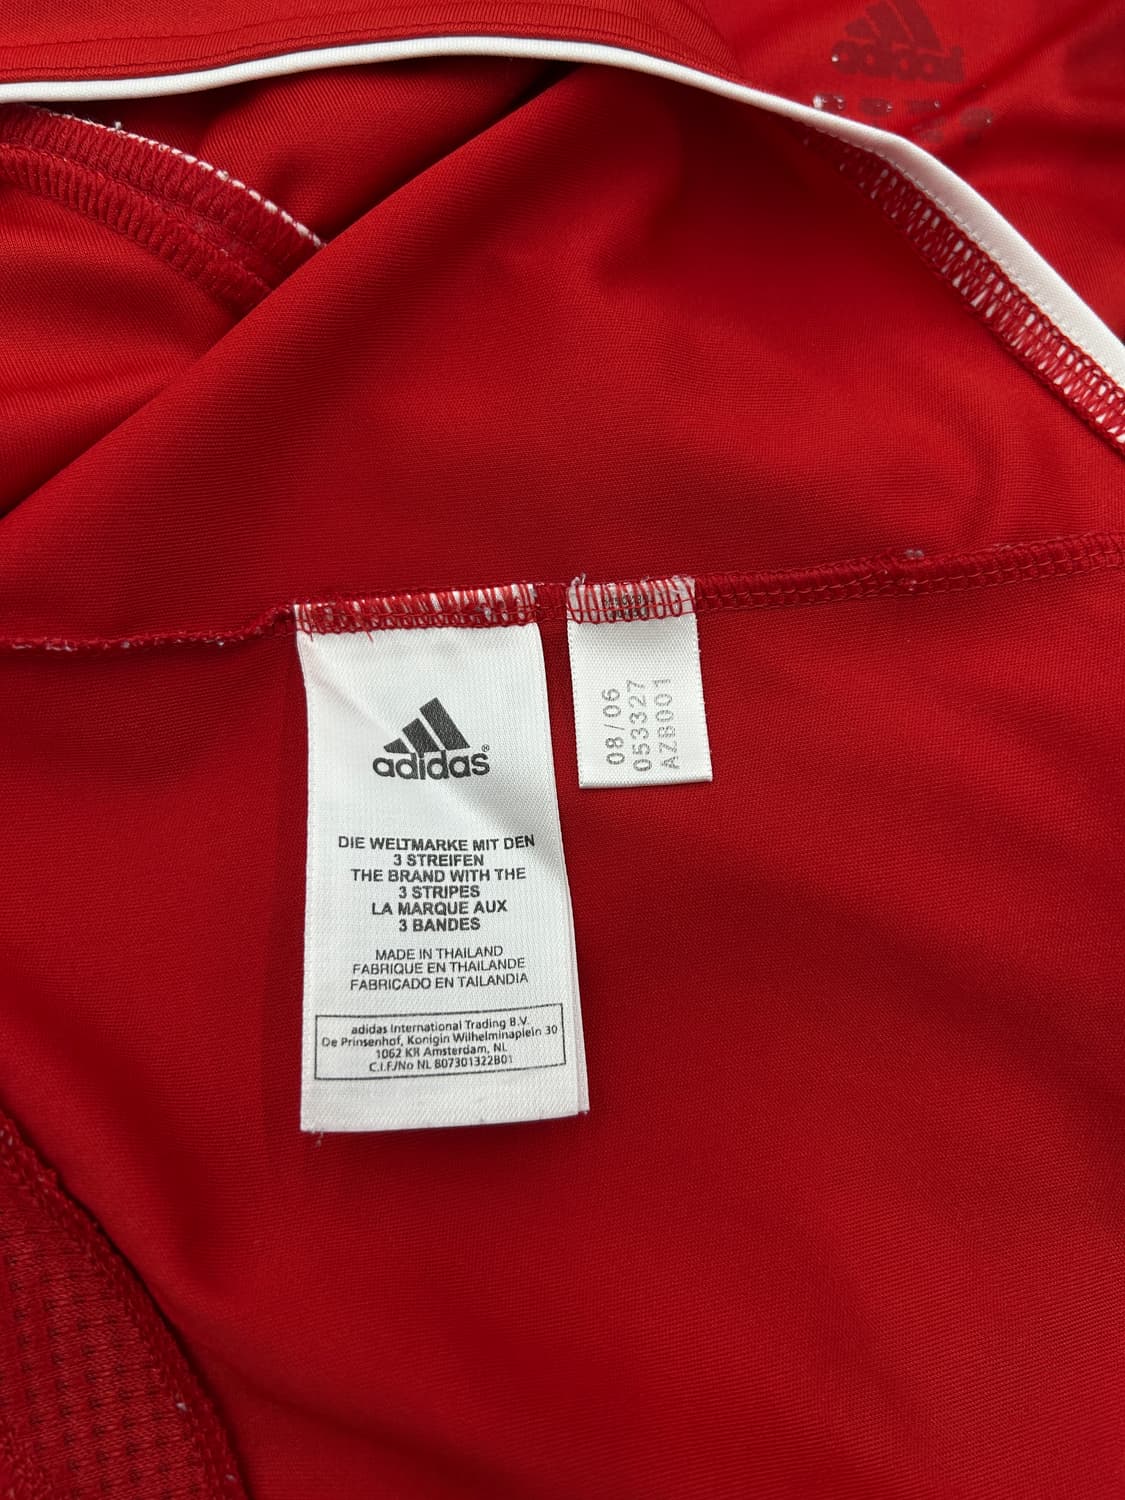 adidas
adidas®
DIE WELTMARKE MIT DEN
3 STREIFEN
THE BRAND WITH THE
3 STRIPES
LA MARQUE AUX
3 BANDES
MADE IN THAILAND
FABRIQUE EN THAILANDE
FABRICADO EN TAILANDIA
adidas International Trading B.V.
De Prinsenhof, Konigin Wilhelminaplein 30
1062 KR Amsterdam, NL
C.I.F./No NL 807301322B01
08/06
053327
AZB001